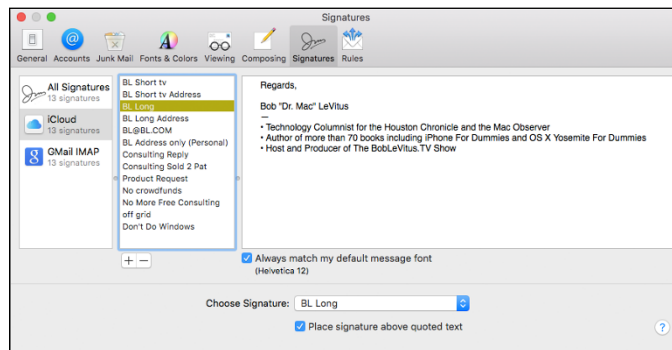 Signatures
General Accounts Junk Mail Fonts & Colors Viewing Composing Signatures Rules
All Signatures
13 signatures
iCloud
13 signatures
GMail IMAP
13 signatures
BL Short tv
BL Short tv Address
BL Long
BL Long Address
BL@BL.COM
BL Address only (Personal)
Consulting Reply
Consulting Sold 2 Pat
Product Request
No crowdfunds
No More Free Consulting
off grid
Don't Do Windows
Regards,
Bob "Dr. Mac" LeVitus
—
• Technology Columnist for the Houston Chronicle and the Mac Observer
• Author of more than 70 books including iPhone For Dummies and OS X Yosemite For Dummies
• Host and Producer of The BobLeVitus.TV Show
+ −
Always match my default message font
(Helvetica 12)
Choose Signature: BL Long
Place signature above quoted text
?